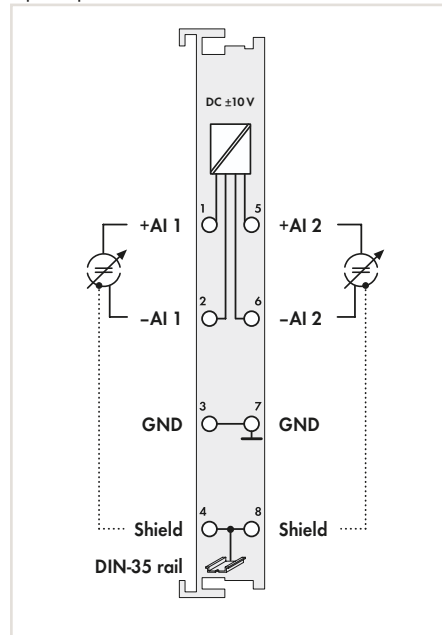 DC ±10 V
1 5
+AI 1 +AI 2
2 6
–AI 1 –AI 2
3 7
GND GND
4 8
Shield Shield
DIN-35 rail